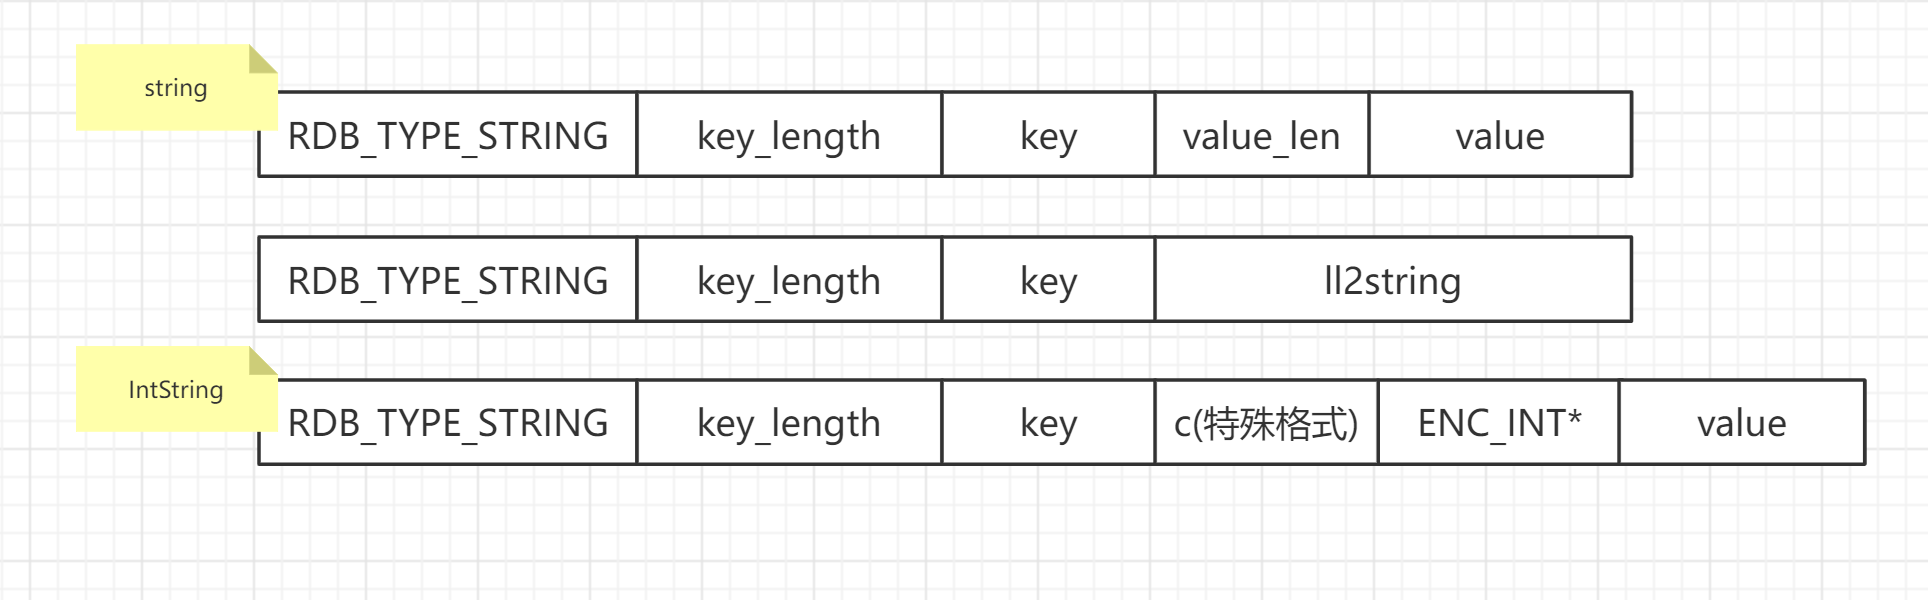 string
RDB_TYPE_STRING key_length key value_len value
RDB_TYPE_STRING key_length key ll2string
IntString
RDB_TYPE_STRING key_length key c(特殊格式) ENC_INT* value